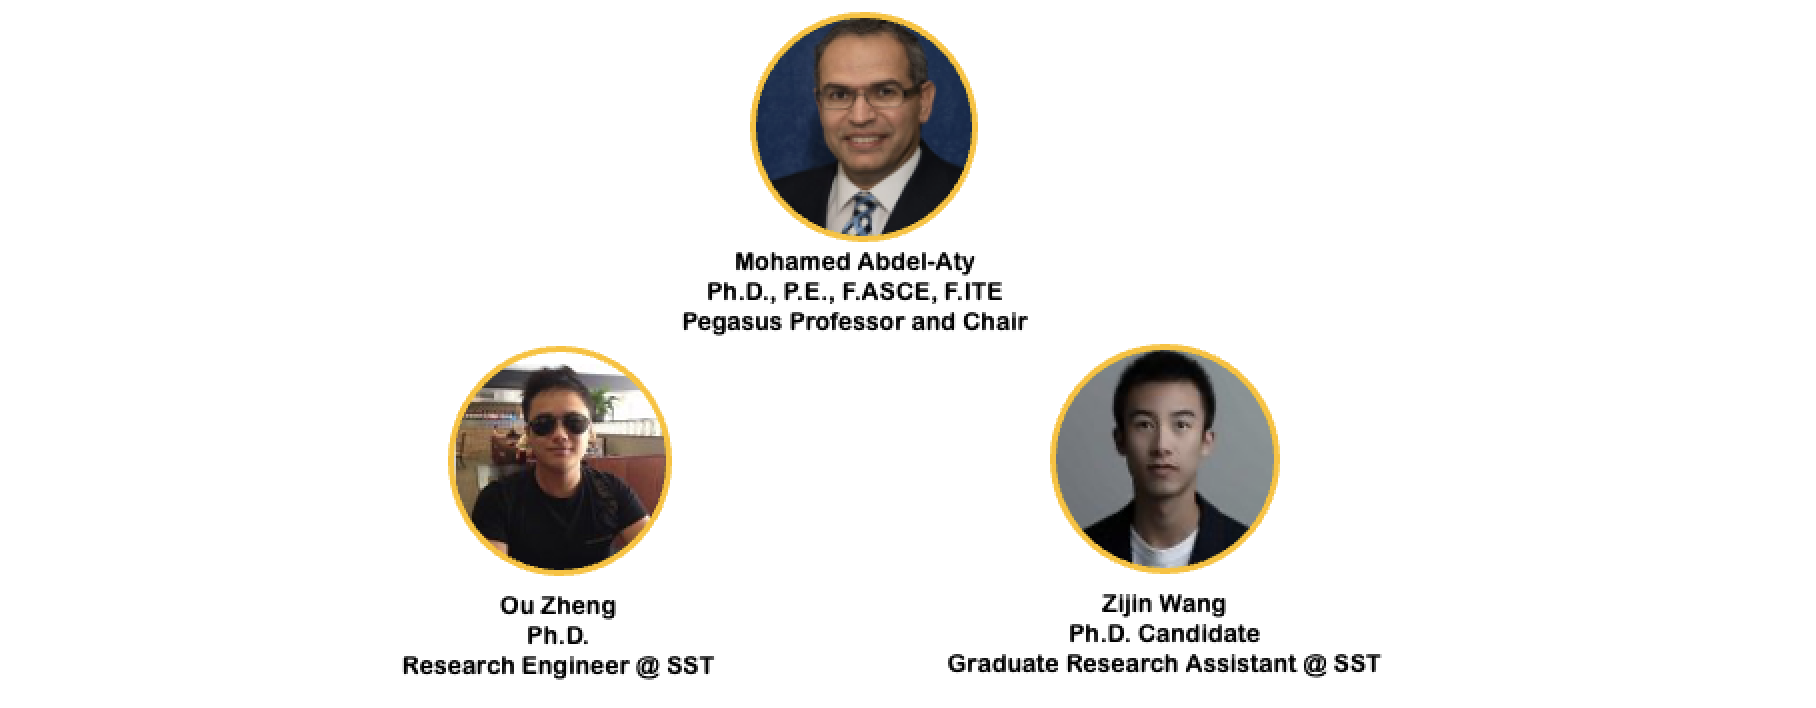 Mohamed Abdel-Aty
Ph.D., P.E., F.ASCE, F.ITE
Pegasus Professor and Chair
Ou Zheng
Ph.D.
Research Engineer @ SST
Zijin Wang
Ph.D. Candidate
Graduate Research Assistant @ SST